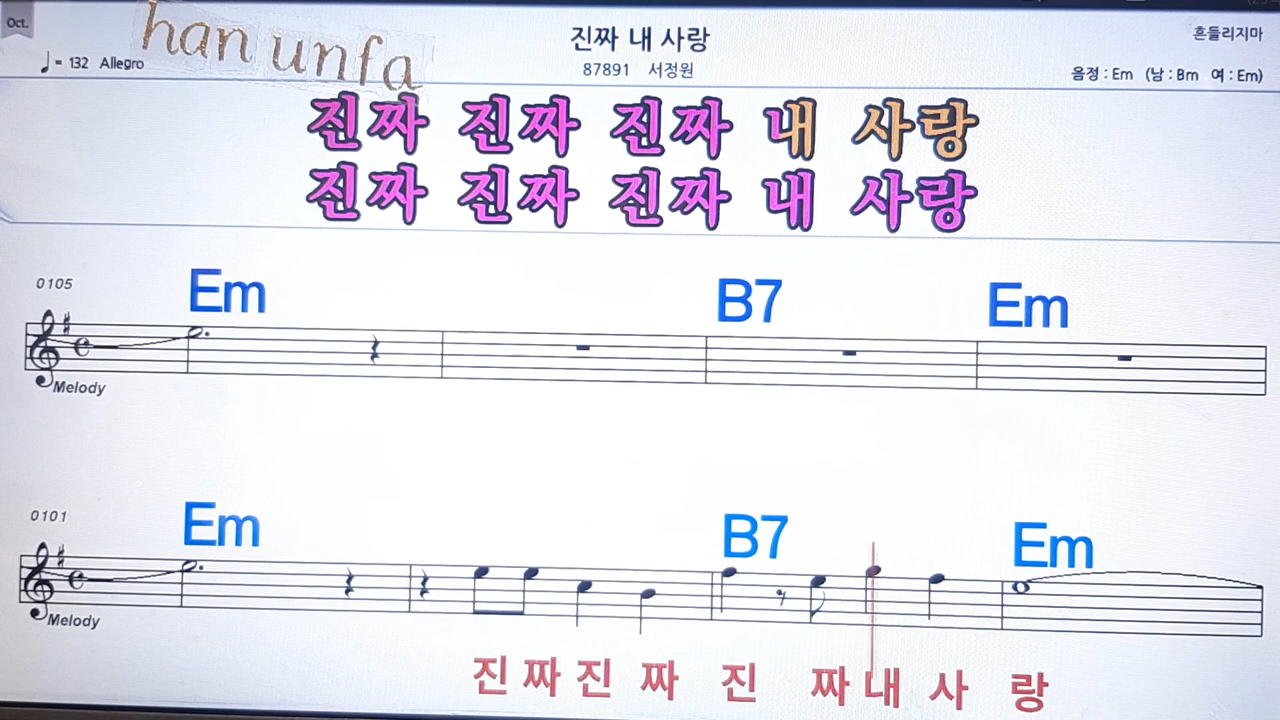 Oct.
han unfa
진짜 내 사랑
흔들리지마
♩= 132 Allegro
87891 서정원
음정 : Em (남 : Bm 여 : Em)
진짜 진짜 진짜 내 사랑
진짜 진짜 진짜 내 사랑
0105
Em B7 Em
Melody
0101
Em B7 Em
Melody
진 짜 진 짜 진 짜 내 사 랑